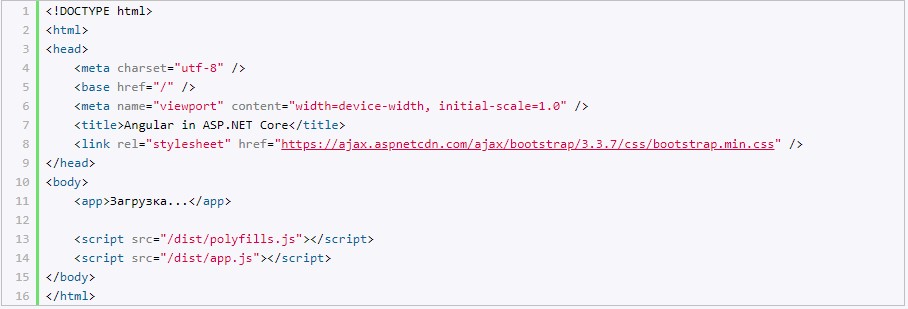 1 <!DOCTYPE html>
2 <html>
3 <head>
4     <meta charset="utf-8" />
5     <base href="/" />
6     <meta name="viewport" content="width=device-width, initial-scale=1.0" />
7     <title>Angular in ASP.NET Core</title>
8     <link rel="stylesheet" href="https://ajax.aspnetcdn.com/ajax/bootstrap/3.3.7/css/bootstrap.min.css" />
9 </head>
10 <body>
11     <app>Загрузка...</app>
12
13     <script src="/dist/polyfills.js"></script>
14     <script src="/dist/app.js"></script>
15 </body>
16 </html>